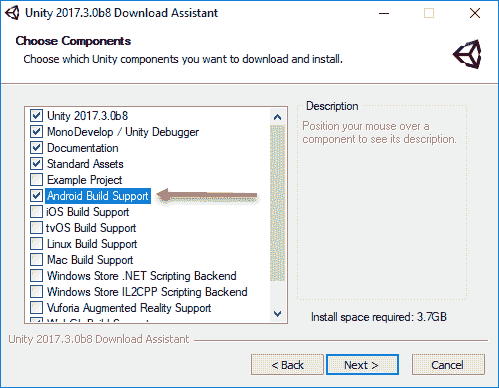 Unity 2017.3.0b8 Download Assistant
Choose Components
Choose which Unity components you want to download and install.
Unity 2017.3.0b8
MonoDevelop / Unity Debugger
Documentation
Standard Assets
Example Project
Android Build Support
iOS Build Support
tvOS Build Support
Linux Build Support
Mac Build Support
Windows Store .NET Scripting Backend
Windows Store IL2CPP Scripting Backend
Vuforia Augmented Reality Support
Description
Position your mouse over a
component to see its description.
Install space required: 3.7GB
Unity 2017.3.0b8 Download Assistant
< Back
Next >
Cancel